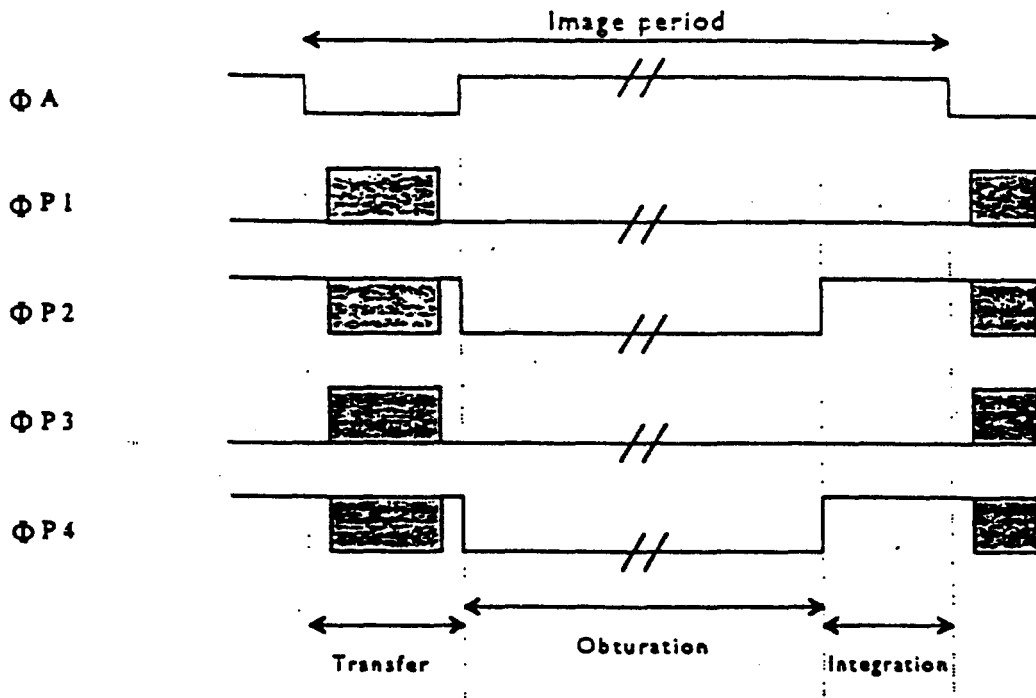 Image period
Φ A
Φ P1
Φ P2
Φ P3
Φ P4
Transfer
Obturation
Integration